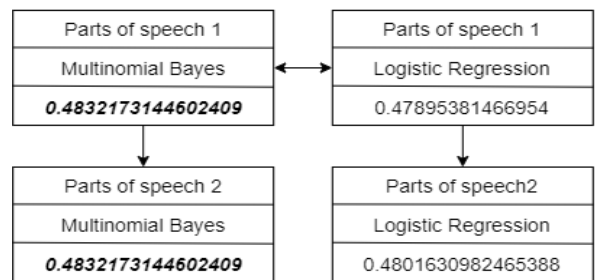 Parts of speech 1
Multinomial Bayes
0.4832173144602409
Parts of speech 1
Logistic Regression
0.47895381466954
Parts of speech 2
Multinomial Bayes
0.4832173144602409
Parts of speech2
Logistic Regression
0.4801630982465388